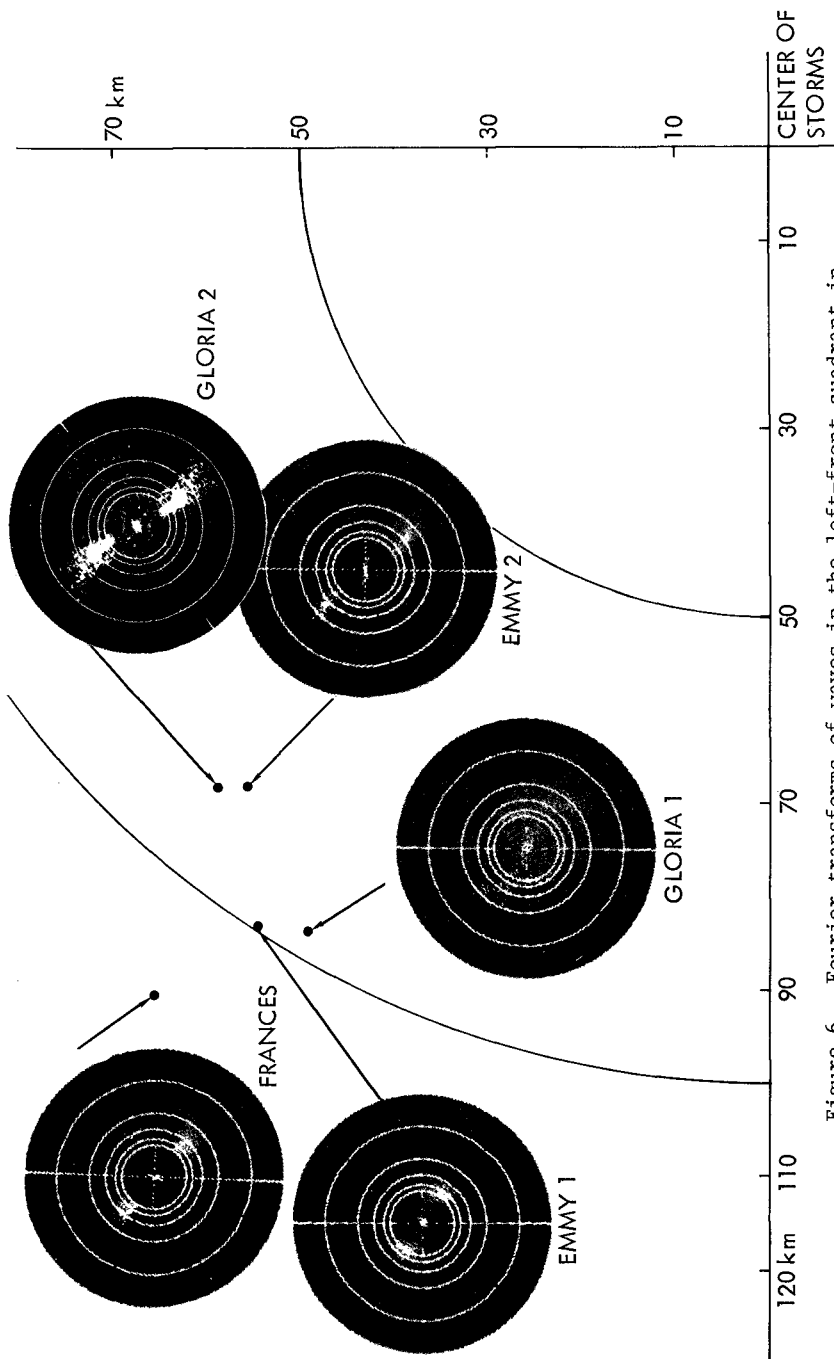 70 km
50
30
10
CENTER OF
STORMS
GLORIA 2
EMMY 2
GLORIA 1
FRANCES
EMMY 1
120 km
110
90
70
50
30
10
Figure 6. Fourier transforms of waves in the left front quadrant in